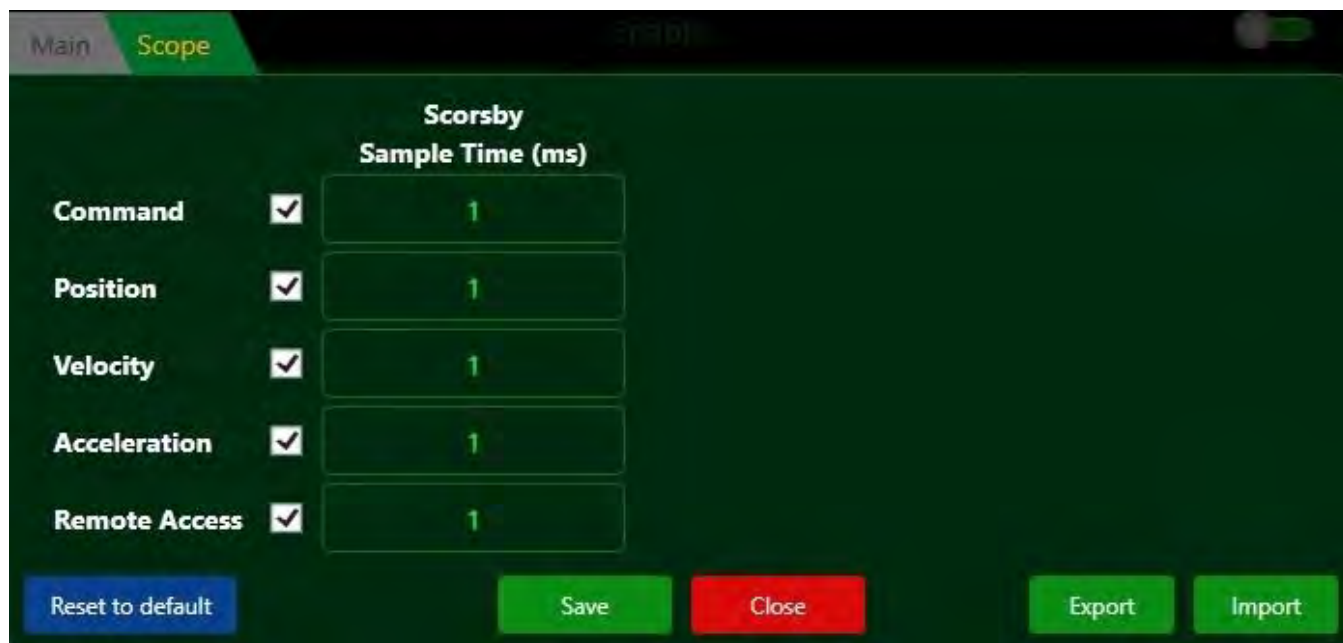 Main Scope
Scorsby
Sample Time (ms)
Command 1
Position 1
Velocity 1
Acceleration 1
Remote Access 1
Reset to default Save Close Export Import